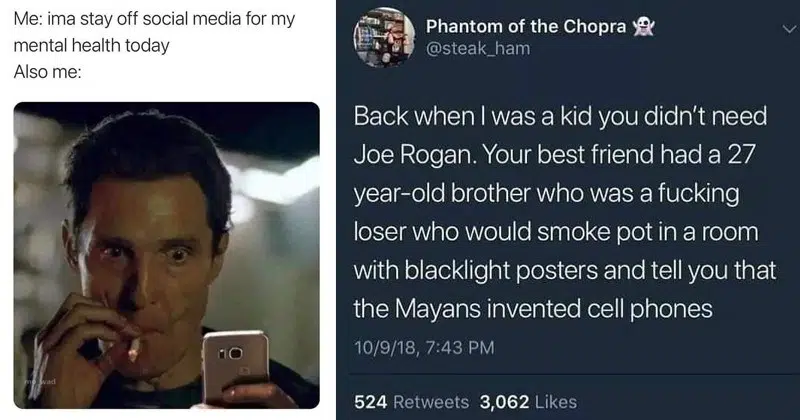 Me: ima stay off social media for my
mental health today
Also me:
Phantom of the Chopra 👻
@steak_ham
Back when I was a kid you didn't need
Joe Rogan. Your best friend had a 27
year-old brother who was a fucking
loser who would smoke pot in a room
with blacklight posters and tell you that
the Mayans invented cell phones
10/9/18, 7:43 PM
524 Retweets 3,062 Likes